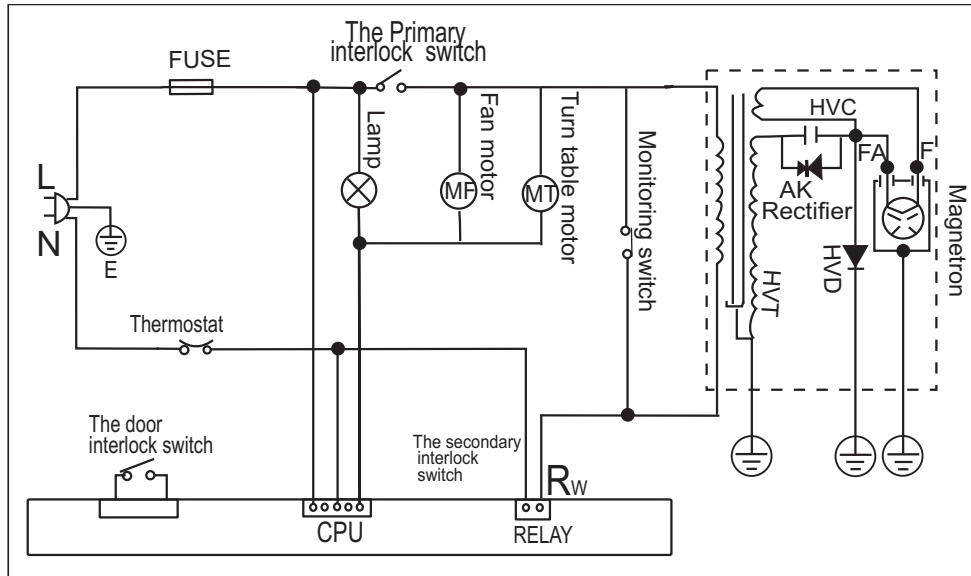 The Primary
interlock switch
FUSE
Lamp
Fan motor
MF
Turn table motor
MT
Monitoring switch
HVC
FA
F
AK
Rectifier
HVD
HVT
Magnetron
L
N
E
Thermostat
The door
interlock switch
The secondary
interlock
switch
RW
CPU
RELAY